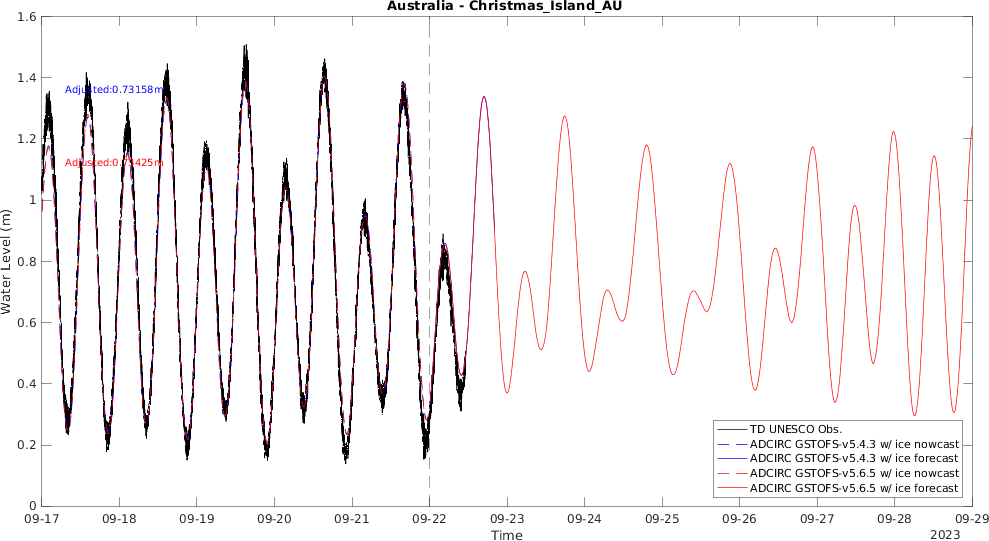 Australia - Christmas_Island_AU
1.6
1.4
1.2
1
0.8
0.6
0.4
0.2
0
Water Level (m)
Adjusted:0.73158m
Adjusted:0.73425m
TD UNESCO Obs.
ADCIRC GSTOFS-v5.4.3 w/ ice nowcast
ADCIRC GSTOFS-v5.4.3 w/ ice forecast
ADCIRC GSTOFS-v5.6.5 w/ ice nowcast
ADCIRC GSTOFS-v5.6.5 w/ ice forecast
09-17 09-18 09-19 09-20 09-21 09-22 09-23 09-24 09-25 09-26 09-27 09-28 09-29
Time
2023